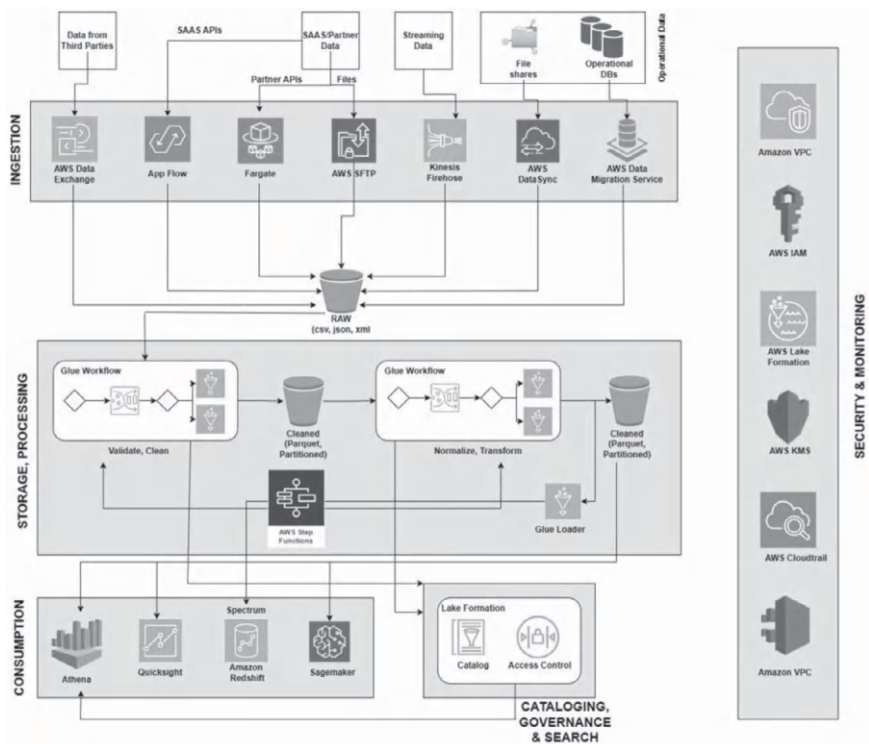 Data from
Third Parties
SAAS APIs
SAAS/Partner
Data
Streaming
Data
File
shares
Operational
DBs
Operational Data
Partner APIs
Files
INGESTION
AWS Data
Exchange
App Flow
Fargate
AWS SFTP
Kinesis
Firehose
AWS
DataSync
AWS Data
Migration Service
RAW
(csv, json, xml
STORAGE, PROCESSING
Glue Workflow
Validate, Clean
Cleaned
(Parquet,
Partitioned)
Glue Workflow
Normalize, Transform
Cleaned
(Parquet,
Partitioned)
AWS Step
Functions
Glue Loader
CONSUMPTION
Athena
Quicksight
Spectrum
Amazon
Redshift
Sagemaker
Lake Formation
Catalog
Access Control
CATALOGING,
GOVERNANCE
& SEARCH
Amazon VPC
AWS IAM
AWS Lake
Formation
AWS KMS
AWS Cloudtrail
Amazon VPC
SECURITY & MONITORING